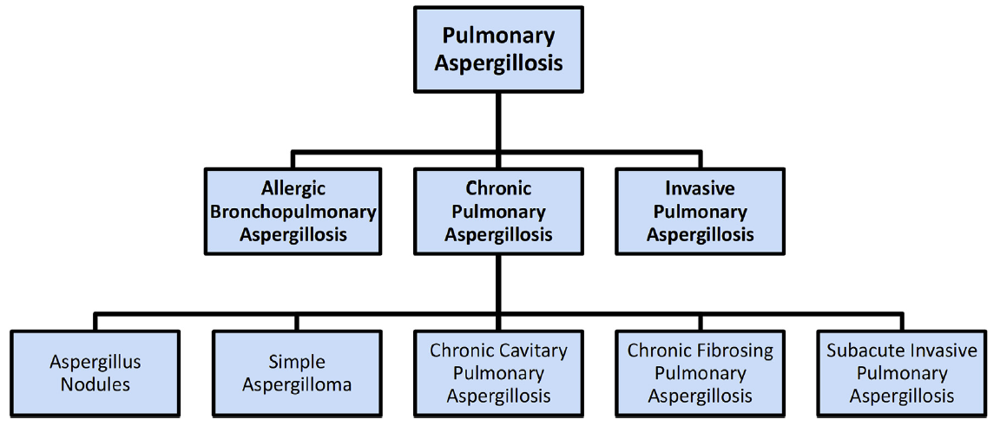 Pulmonary
Aspergillosis
Allergic
Bronchopulmonary
Aspergillosis
Chronic
Pulmonary
Aspergillosis
Invasive
Pulmonary
Aspergillosis
Aspergillus
Nodules
Simple
Aspergilloma
Chronic Cavitary
Pulmonary
Aspergillosis
Chronic Fibrosing
Pulmonary
Aspergillosis
Subacute Invasive
Pulmonary
Aspergillosis